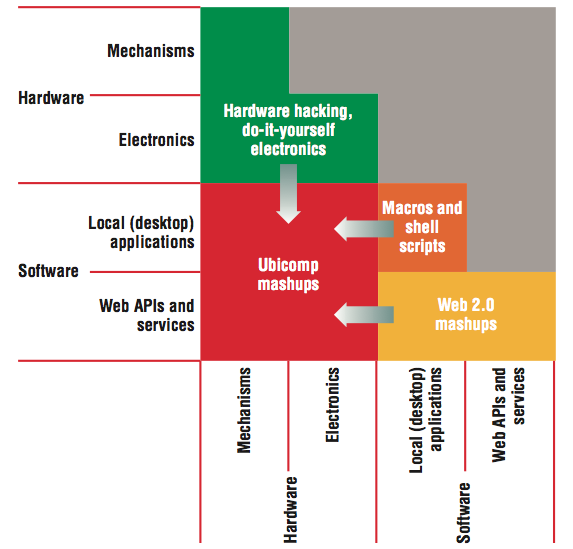 Mechanisms
Hardware
Electronics
Hardware hacking,
do-it-yourself
electronics
Local (desktop)
applications
Macros and
shell
scripts
Software
Ubicomp
mashups
Web APIs and
services
Web 2.0
mashups
Mechanisms
Electronics
Local (desktop)
applications
Web APIs and
services
Hardware
Software